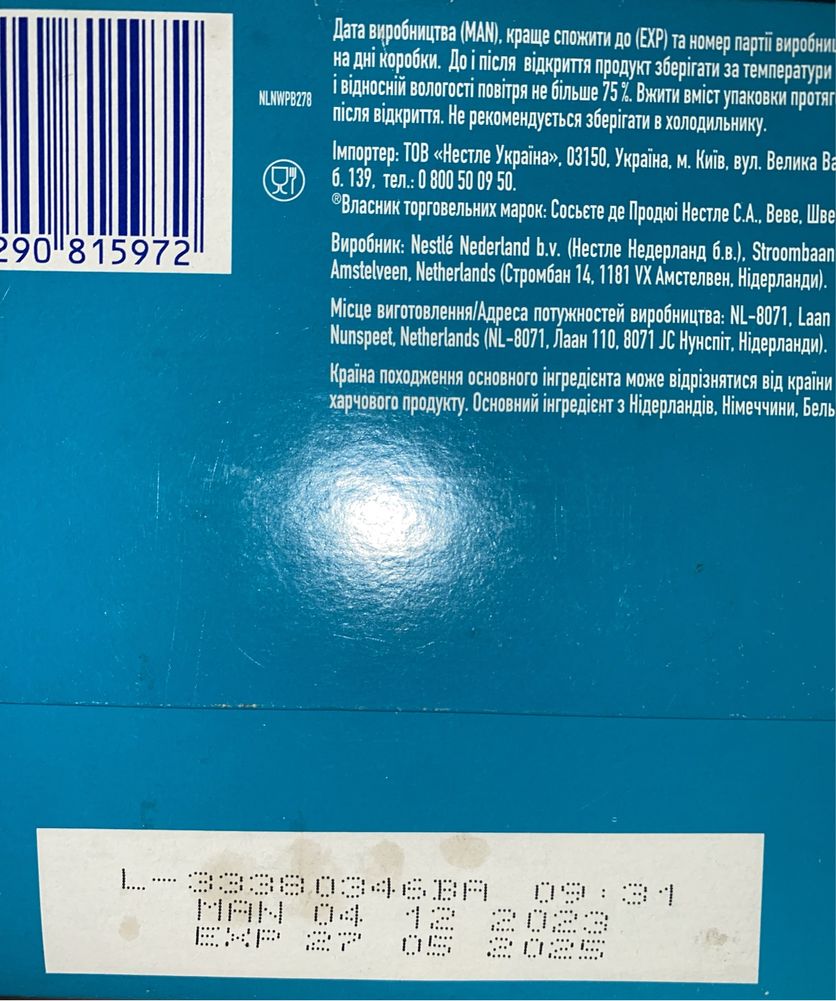 Дата виробництва (MAN), краще спожити до (EXP) та номер партії
на дні коробки. До і після відкриття продукт зберігати за температури
і відносній вологості повітря не більше 75 %. Вжити вміст упаковки
після відкриття. Не рекомендується зберігати в холодильнику.
NLNWPB278
Імпортер: ТОВ «Нестле Україна», 03150, Україна, м. Київ, вул. Велика
б. 139, тел.: 0 800 50 09 50.
®Власник торговельних марок: Сосьєте де Продюі Нестле С.А., Веве,
Виробник: Nestlé Nederland b.v. (Нестле Недерланд б.в.), Stroombaan
Amstelveen, Netherlands (Стромбан 14, 1181 VX Амстелвен, Нідерланди).
Місце виготовлення/Адреса потужностей виробництва: NL-8071, Laan
Nunspeet, Netherlands (NL-8071, Лаан 110, 8071 JC Нунспіт, Нідерланди).
Країна походження основного інгредієнта може відрізнятися від країни
харчового продукту. Основний інгредієнт з Нідерландів, Німеччини,
290 815972
L-33380346BA 09:31
MAN 04 12 2023
EXP 27 05 2025